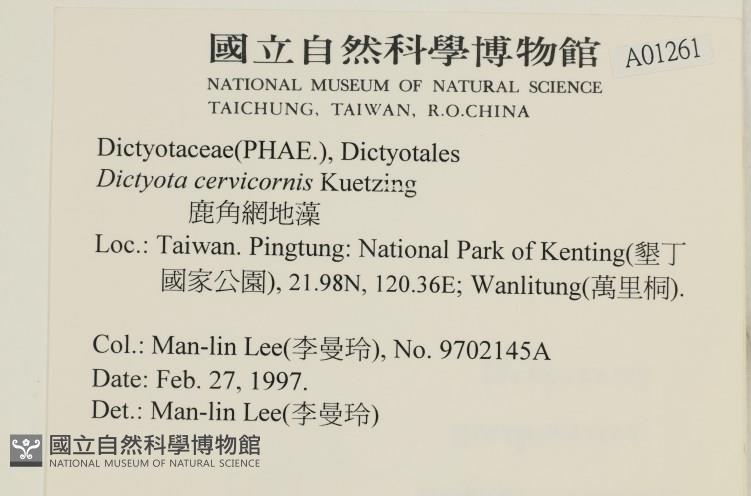 國立自然科學博物館
A01261
NATIONAL MUSEUM OF NATURAL SCIENCE
TAICHUNG, TAIWAN, R.O.CHINA
Dictyotaceae(PHAE.), Dictyotales
Dictyota cervicornis Kuetzing
鹿角網地藻
Loc.: Taiwan. Pingtung: National Park of Kenting(墾丁
國家公園), 21.98N, 120.36E; Wanlitung(萬里桐).
Col.: Man-lin Lee(李曼玲), No. 9702145A
Date: Feb. 27, 1997.
Det.: Man-lin Lee(李曼玲)
國立自然科學博物館
NATIONAL MUSEUM OF NATURAL SCIENCE